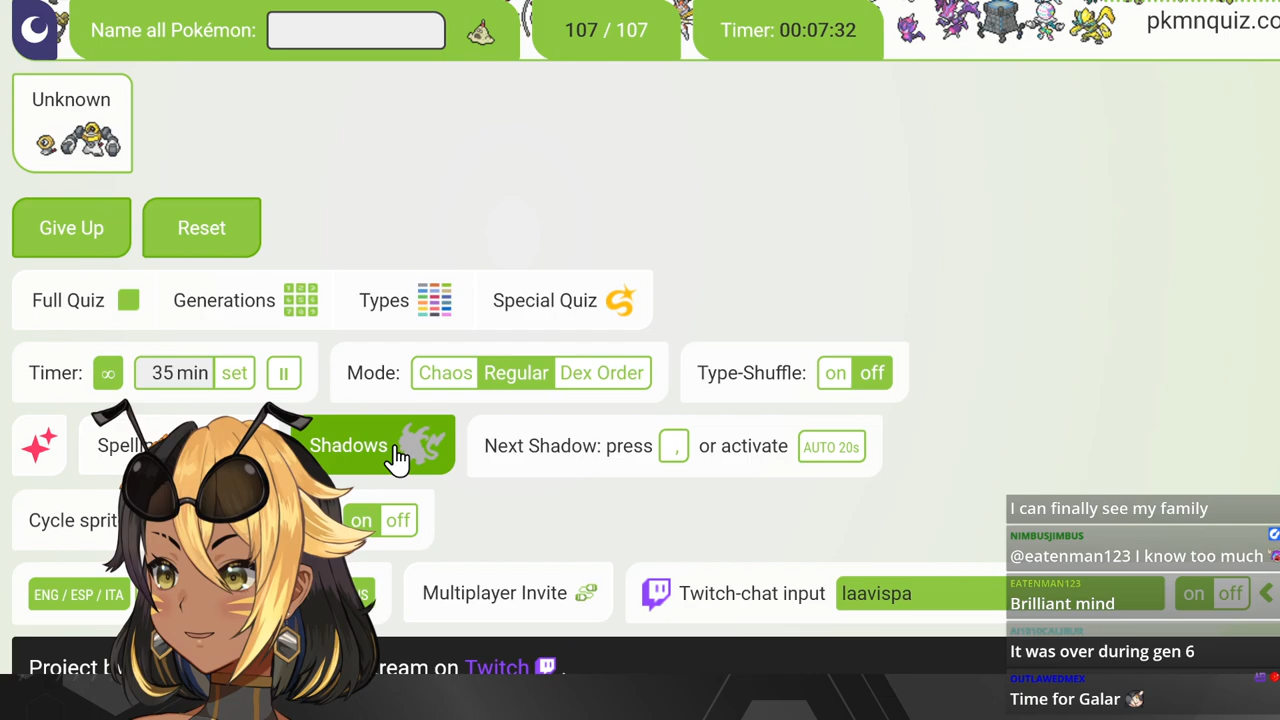 Name all Pokémon:
107 / 107
Timer: 00:07:32
pkmnquiz.co
Unknown
Give Up
Reset
Full Quiz
Generations
Types
Special Quiz
Timer: ∞ 35 min set
Mode: Chaos Regular Dex Order
Type-Shuffle: on off
Spelli
Shadows
Next Shadow: press , or activate AUTO 20s
Cycle sprit
on off
ENG / ESP / ITA
Multiplayer Invite
Twitch-chat input laavispa
on off
Project b
ream on Twitch
I can finally see my family
NIMBUSJIMBUS
@eatenman123 I know too much
EATENMAN123
Brilliant mind
It was over during gen 6
OUTLAWEDMEX
Time for Galar